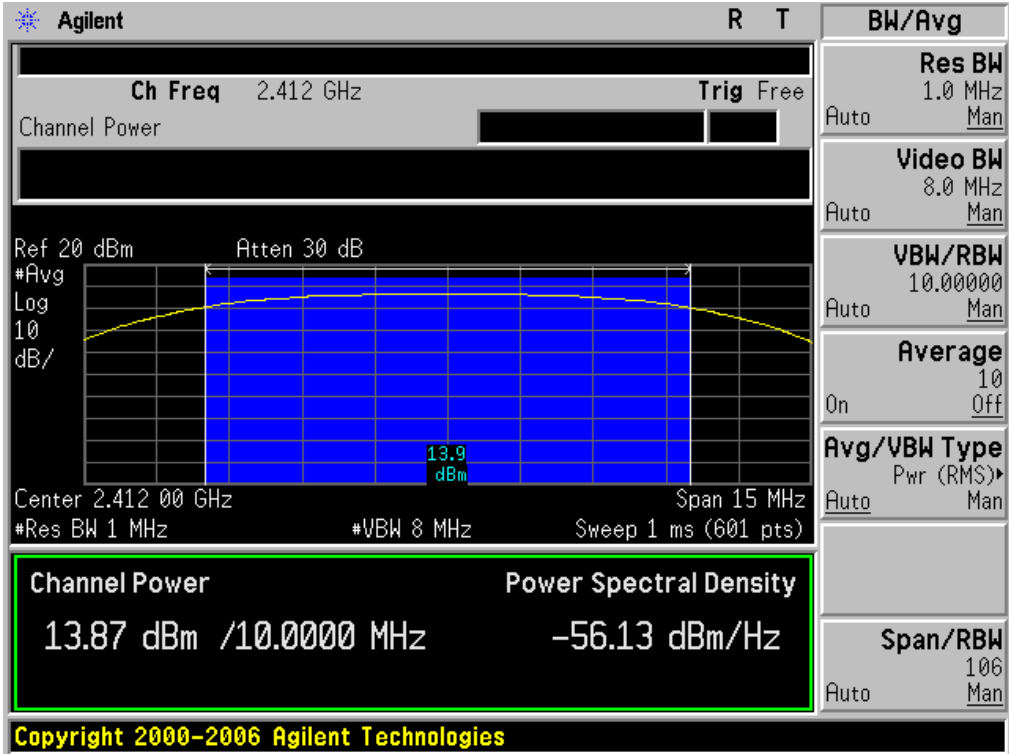 Agilent R T BW/Avg
Ch Freq 2.412 GHz Trig Free
Channel Power
Ref 20 dBm Atten 30 dB
#Avg
Log
10
dB/
13.9
dBm
Center 2.412 00 GHz Span 15 MHz
#Res BW 1 MHz #VBW 8 MHz Sweep 1 ms (601 pts)
Channel Power Power Spectral Density
13.87 dBm /10.0000 MHz -56.13 dBm/Hz
Res BW
1.0 MHz
Auto Man
Video BW
8.0 MHz
Auto Man
VBW/RBW
10.00000
Auto Man
Average
10
On Off
Avg/VBW Type
Pwr (RMS)
Auto Man
Span/RBW
106
Auto Man
Copyright 2000-2006 Agilent Technologies